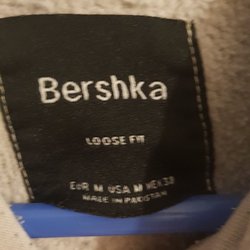 Bershka
LOOSE FIT
EUR M USA M MEX 38
MADE IN PAKISTAN